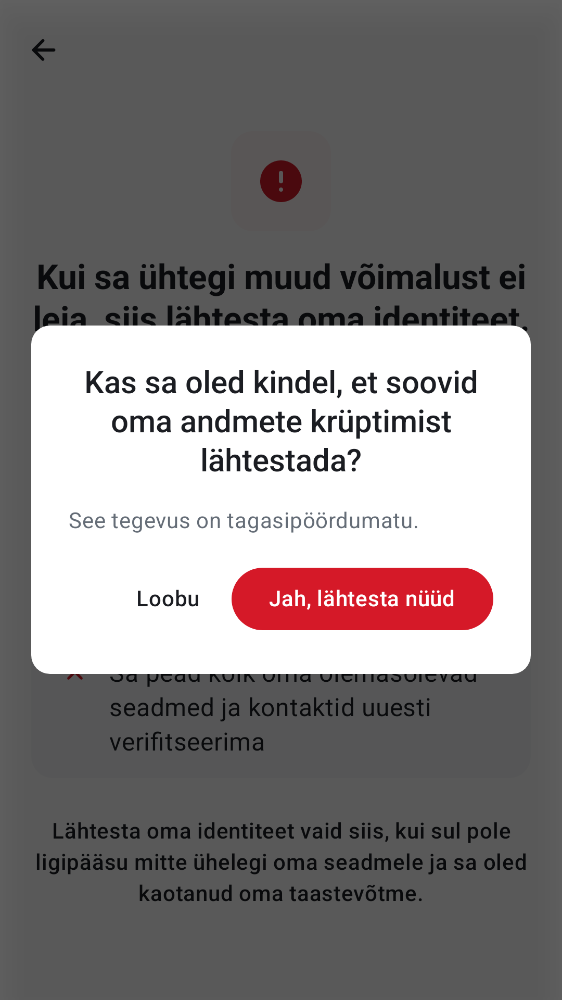 Kui sa ühtegi muud võimalust ei
leia, siis lähtesta oma identiteet.
Kas sa oled kindel, et soovid
oma andmete krüptimist
lähtestada?
See tegevus on tagasipöördumatu.
Loobu
Jah, lähtesta nüüd
Sa pead kõik oma olemasolevad
seadmed ja kontaktid uuesti
verifitseerima
Lähtesta oma identiteet vaid siis, kui sul pole
ligipääsu mitte ühelegi oma seadmele ja sa oled
kaotanud oma taastevõtme.